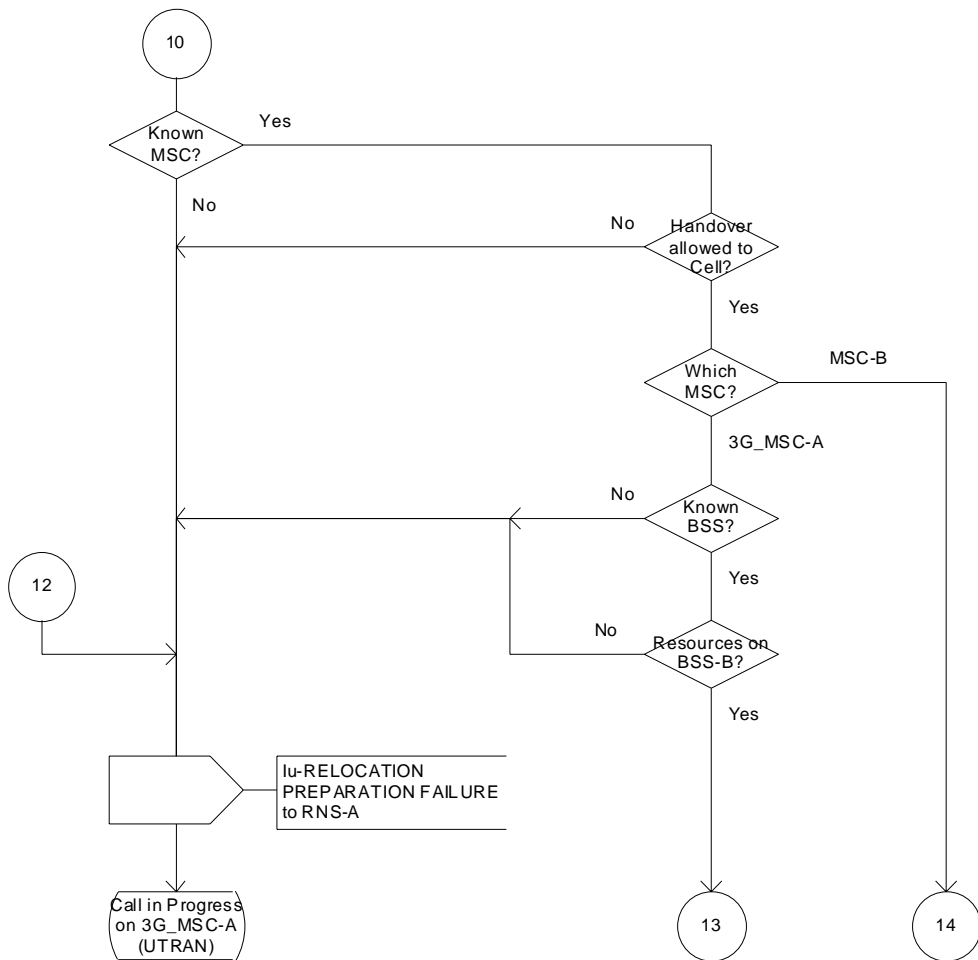 10
Known
MSC?
Yes
No
No
Handover
allowed to
Cell?
Yes
MSC-B
Which
MSC?
3G_MSC-A
No
Known
BSS?
12
Yes
No
Resources on
BSS-B?
Yes
Iu-RELOCATION
PREPARATION FAILURE
to RNS-A
Call in Progress
on 3G_MSC-A
(UTRAN)
13
14